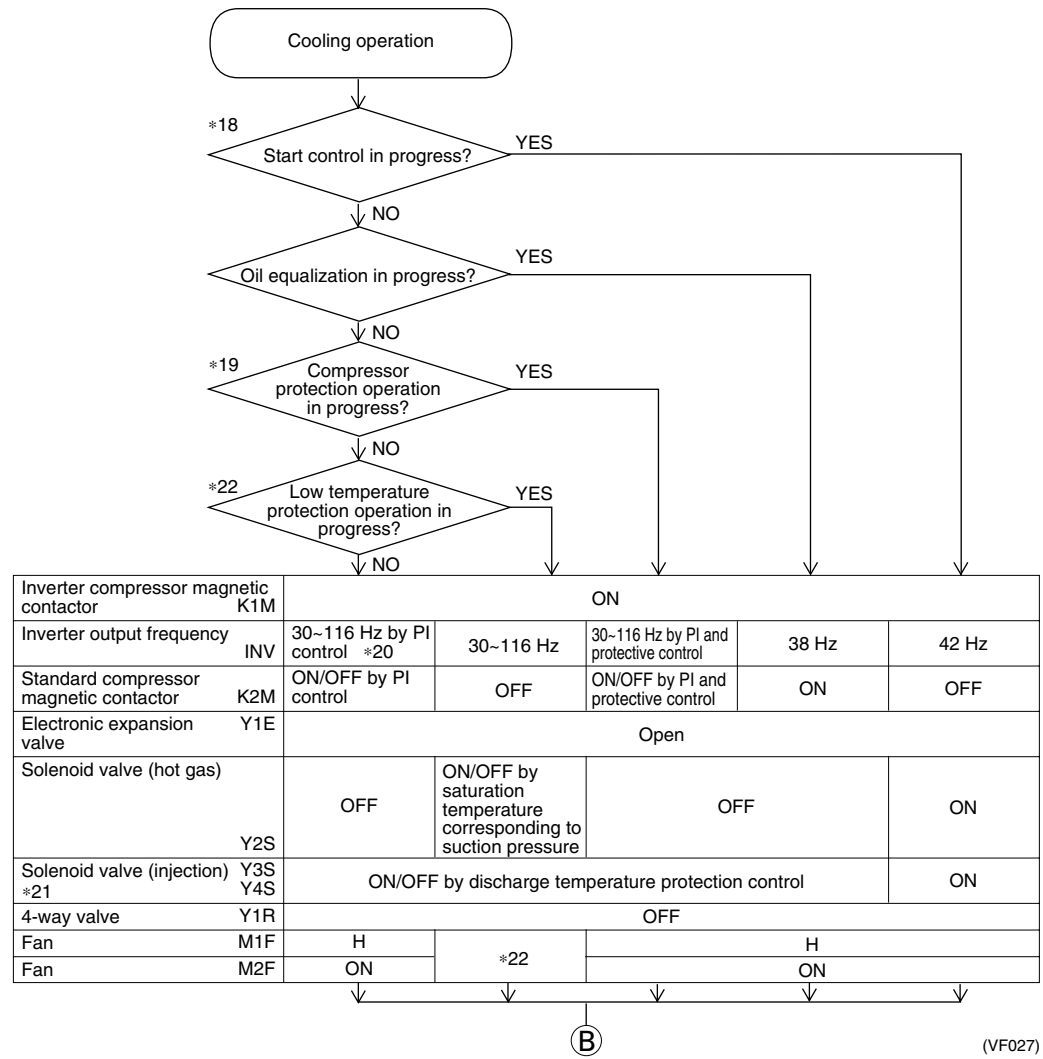 Cooling operation
*18
Start control in progress?
YES
NO
Oil equalization in progress?
YES
NO
*19
Compressor
protection operation
in progress?
YES
NO
*22
Low temperature
protection operation in
progress?
YES
NO
Inverter compressor magnetic
contactor K1M
ON
Inverter output frequency
INV
30~116 Hz by PI
control *20
30~116 Hz
30~116 Hz by PI and
protective control
38 Hz
42 Hz
Standard compressor
magnetic contactor K2M
ON/OFF by PI
control
OFF
ON/OFF by PI and
protective control
ON
OFF
Electronic expansion Y1E
valve
Open
Solenoid valve (hot gas)
Y2S
OFF
ON/OFF by
saturation
temperature
corresponding to
suction pressure
OFF
ON
Solenoid valve (injection) Y3S
*21 Y4S
ON/OFF by discharge temperature protection control
ON
4-way valve Y1R
OFF
Fan M1F
H
*22
H
Fan M2F
ON
ON
B
(VF027)